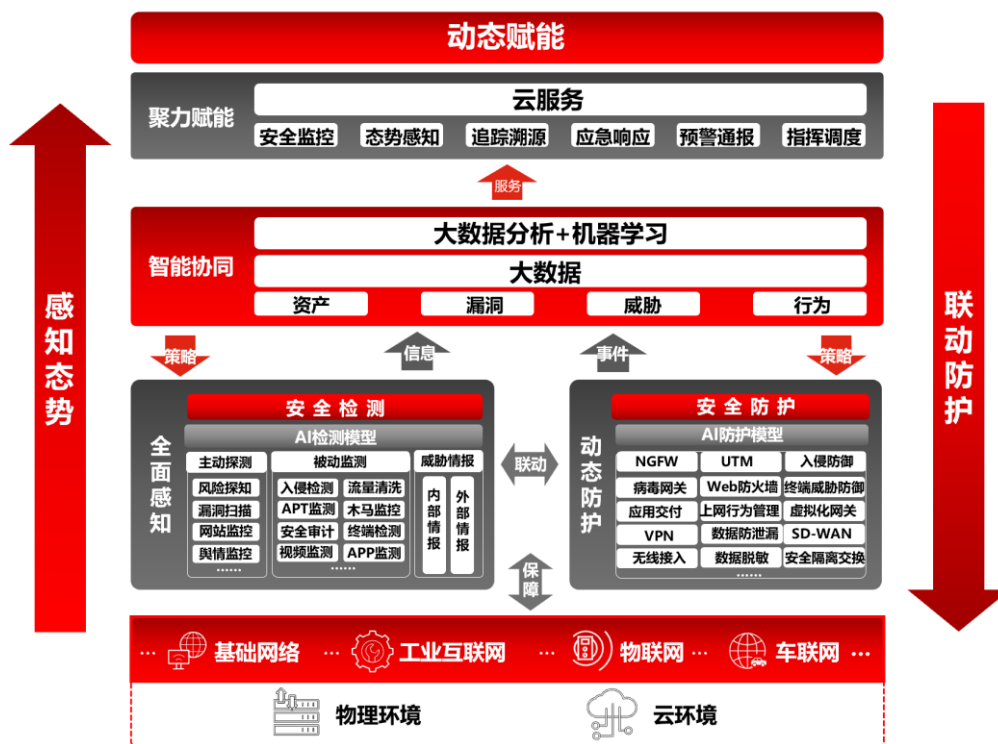 动态赋能
聚力赋能
云服务
安全监控 态势感知 追踪溯源 应急响应 预警通报 指挥调度
服务
智能协同
大数据分析+机器学习
大数据
资产 漏洞 威胁 行为
感知态势
联动防护
策略 信息 事件 策略
全面感知
安全检测
AI检测模型
主动探测 被动监测 威胁情报
风险探知 入侵检测 流量清洗
漏洞扫描 APT监测 木马监控
网站监控 安全审计 终端检测
舆情监控 视频监测 APP监测
内部情报 外部情报
…… ……
联动
动态防护
安全防护
AI防护模型
NGFW UTM 入侵防御
病毒网关 Web防火墙 终端威胁防御
应用交付 上网行为管理 虚拟化网关
VPN 数据防泄漏 SD-WAN
无线接入 数据脱敏 安全隔离交换
……
保障
… 基础网络 … 工业互联网 … 物联网 … 车联网 …
物理环境 云环境